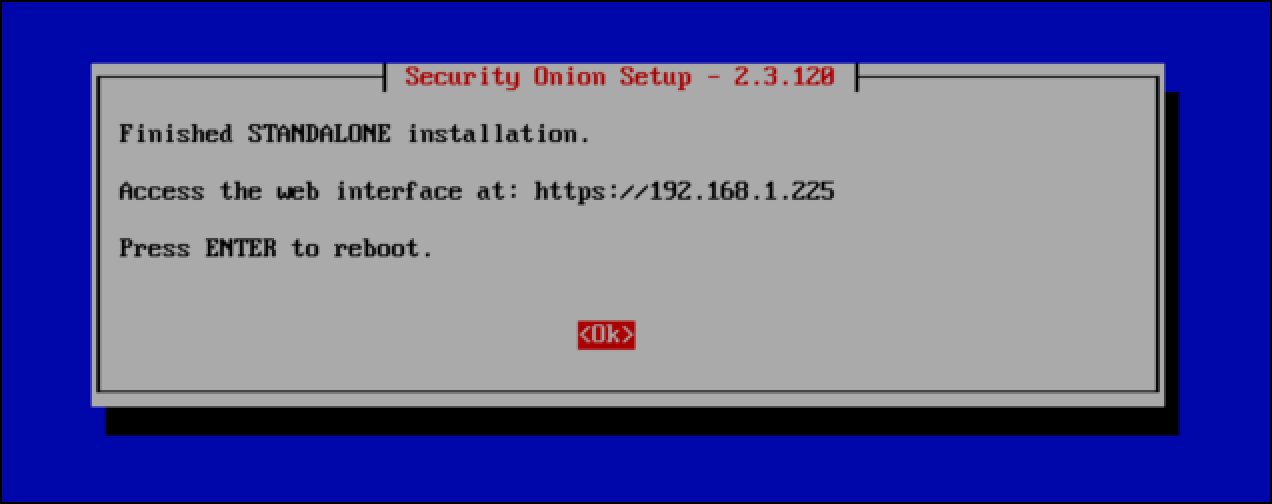 Security Onion Setup - 2.3.120
Finished STANDALONE installation.
Access the web interface at: https://192.168.1.225
Press ENTER to reboot.
<Ok>